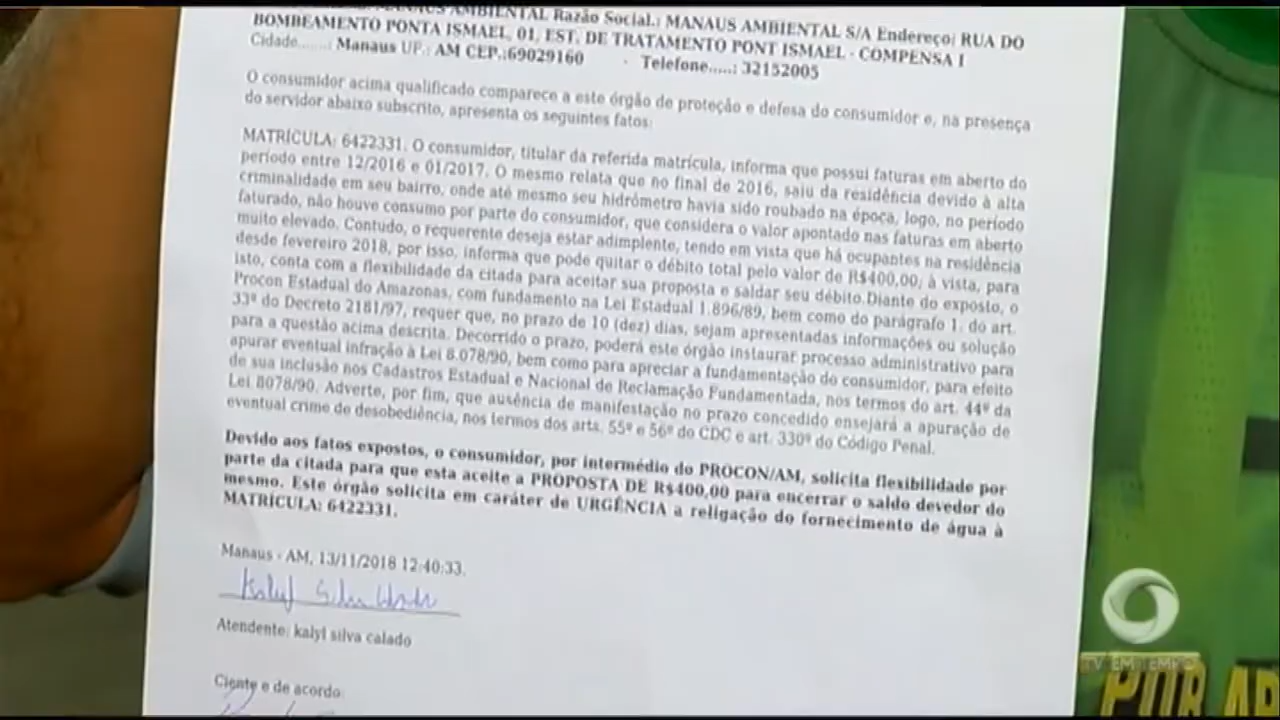 MANAUS AMBIENTAL Razão Social.: MANAUS AMBIENTAL S/A Endereço: RUA DO
BOMBEAMENTO PONTA ISMAEL, 01, EST. DE TRATAMENTO PONT ISMAEL - COMPENSA I
Cidade.......: Manaus UF.: AM CEP.:69029160 - Telefone.....: 32152005
O consumidor acima qualificado comparece a este órgão de proteção e defesa do consumidor e, na presença
do servidor abaixo subscrito, apresenta os seguintes fatos:
MATRÍCULA: 6422331. O consumidor, titular da referida matrícula, informa que possui faturas em aberto do
período entre 12/2016 e 01/2017. O mesmo relata que no final de 2016, saiu da residência devido à alta
criminalidade em seu bairro, onde até mesmo seu hidrômetro havia sido roubado na época, logo, no período
faturado, não houve consumo por parte do consumidor, que considera o valor apontado nas faturas em aberto
muito elevado. Contudo, o requerente deseja estar adimplente, tendo em vista que há ocupantes na residência
desde fevereiro 2018, por isso, informa que pode quitar o débito total pelo valor de R$400,00; à vista, para
isto, conta com a flexibilidade da citada para aceitar sua proposta e saldar seu débito.Diante do exposto, o
Procon Estadual do Amazonas, com fundamento na Lei Estadual 1.896/89, bem como do parágrafo 1. do art.
33º do Decreto 2181/97, requer que, no prazo de 10 (dez) dias, sejam apresentadas informações ou solução
para a questão acima descrita. Decorrido o prazo, poderá este órgão instaurar processo administrativo para
apurar eventual infração à Lei 8.078/90, bem como para apreciar a fundamentação do consumidor, para efeito
de sua inclusão nos Cadastros Estadual e Nacional de Reclamação Fundamentada, nos termos do art. 44º da
Lei 8078/90. Adverte, por fim, que ausência de manifestação no prazo concedido ensejará a apuração de
eventual crime de desobediência, nos termos dos arts. 55º e 56º do CDC e art. 330º do Código Penal.
Devido aos fatos expostos, o consumidor, por intermédio do PROCON/AM, solicita flexibilidade por
parte da citada para que esta aceite a PROPOSTA DE R$400,00 para encerrar o saldo devedor do
mesmo. Este órgão solicita em caráter de URGÊNCIA a religação do fornecimento de água à
MATRÍCULA: 6422331.
Manaus - AM, 13/11/2018 12:40:33.
Atendente: kalyl silva calado
Ciente e de acordo:
TV EM TEMPO
POR AP